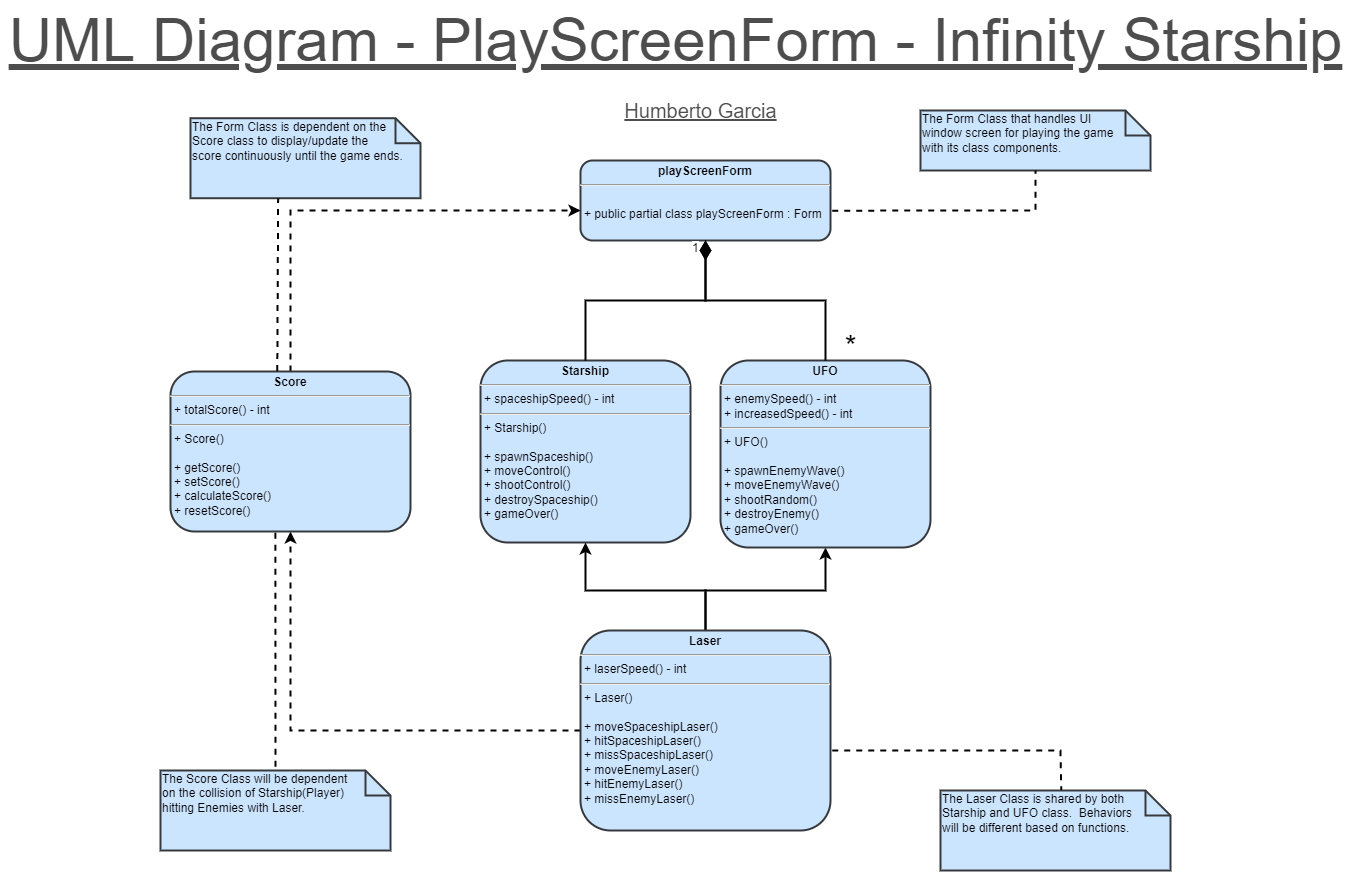 UML Diagram - PlayScreenForm - Infinity Starship
Humberto Garcia
The Form Class is dependent on the
Score class to display/update the
score continuously until the game ends.
The Form Class that handles UI
window screen for playing the game
with its class components.
playScreenForm
+ public partial class playScreenForm : Form
1
*
Score
+ totalScore() - int
+ Score()
+ getScore()
+ setScore()
+ calculateScore()
+ resetScore()
Starship
+ spaceshipSpeed() - int
+ Starship()
+ spawnSpaceship()
+ moveControl()
+ shootControl()
+ destroySpaceship()
+ gameOver()
UFO
+ enemySpeed() - int
+ increasedSpeed() - int
+ UFO()
+ spawnEnemyWave()
+ moveEnemyWave()
+ shootRandom()
+ destroyEnemy()
+ gameOver()
Laser
+ laserSpeed() - int
+ Laser()
+ moveSpaceshipLaser()
+ hitSpaceshipLaser()
+ missSpaceshipLaser()
+ moveEnemyLaser()
+ hitEnemyLaser()
+ missEnemyLaser()
The Score Class will be dependent
on the collision of Starship(Player)
hitting Enemies with Laser.
The Laser Class is shared by both
Starship and UFO class.  Behaviors
will be different based on functions.